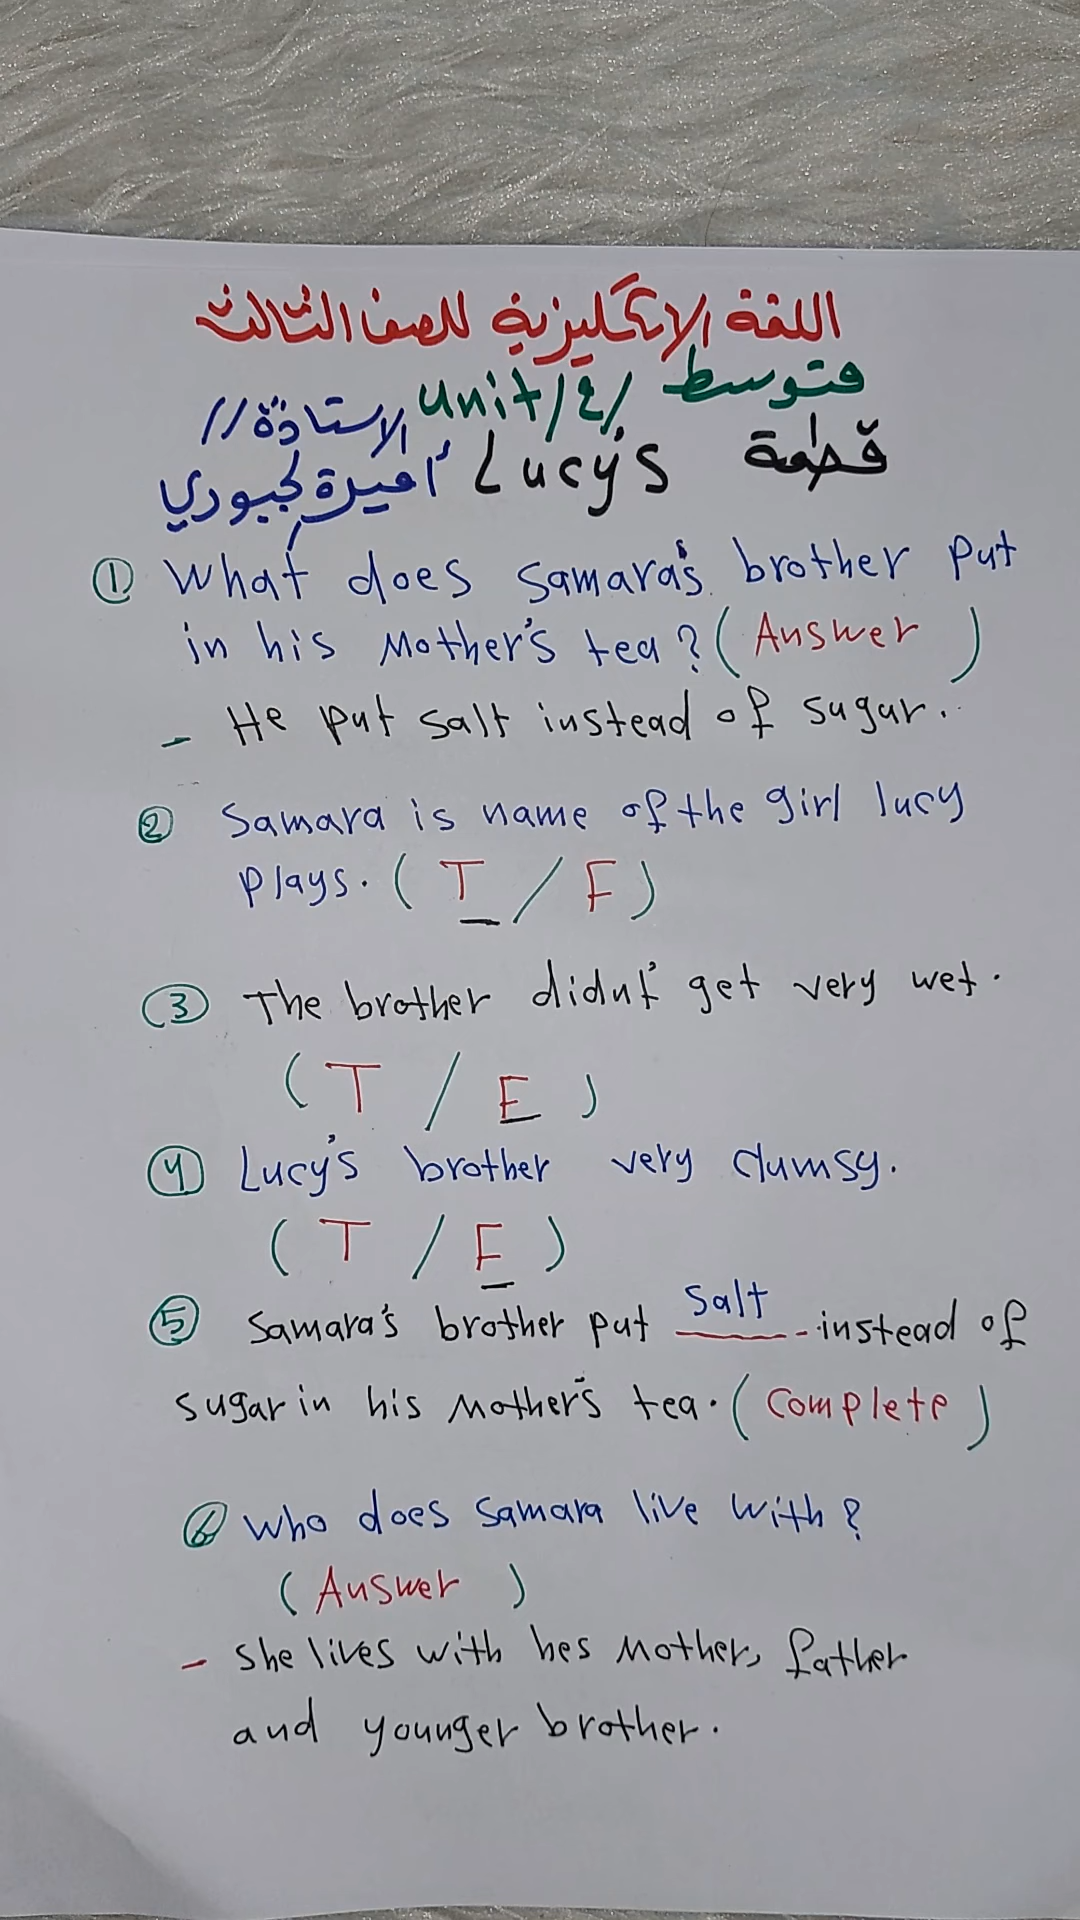 اللغة الانكليزية للصف الثالث
متوسط /unit/٤
الاستاذة//
قطعة Lucy's
أميرة لجبوري
① What does Samara's brother put
in his Mother's tea? (Answer)
- He put salt instead of sugar.
② Samara is name of the girl lucy
plays. (T / F)
③ The brother didn't get very wet.
(T / F)
④ Lucy's brother very clumsy.
(T / F)
⑤ Samara's brother put salt instead of
sugar in his Mother's tea. (Complete)
⑥ Who does samara live with?
(Answer)
- She lives with hes Mother, father
and younger brother.